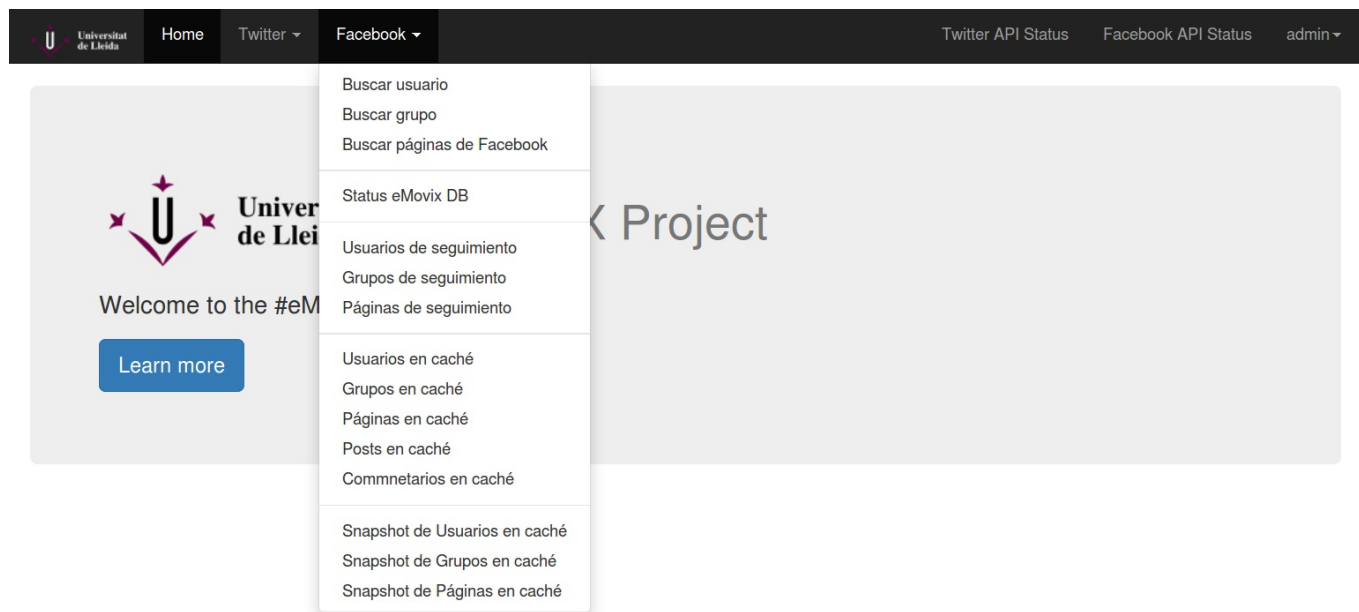 Universitat
de Lleida
Home
Twitter
Facebook
Twitter API Status
Facebook API Status
admin
Buscar usuario
Buscar grupo
Buscar páginas de Facebook
Status eMovix DB
Usuarios de seguimiento
Grupos de seguimiento
Páginas de seguimiento
Usuarios en caché
Grupos en caché
Páginas en caché
Posts en caché
Commnetarios en caché
Snapshot de Usuarios en caché
Snapshot de Grupos en caché
Snapshot de Páginas en caché
Univer
de Llei
X Project
Welcome to the #eM
Learn more